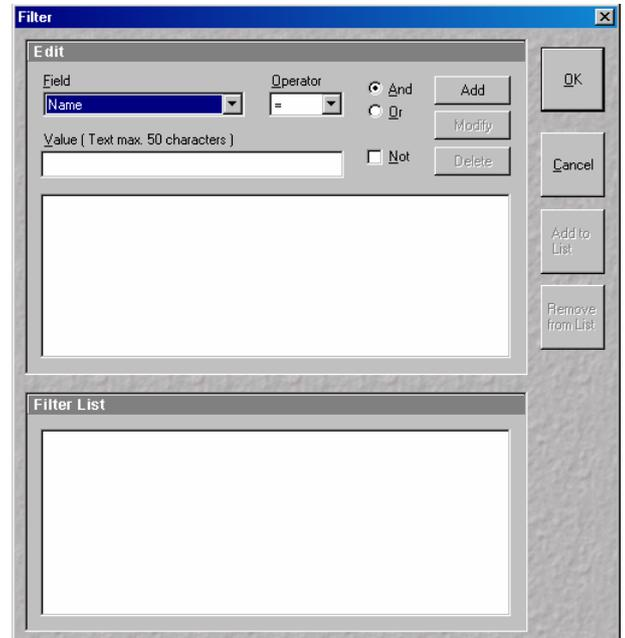 Filter
Edit
Field
Operator
And
Add
OK
Name
=
Or
Modify
Value ( Text max. 50 characters )
Not
Delete
Cancel
Add to
List
Remove
from List
Filter List